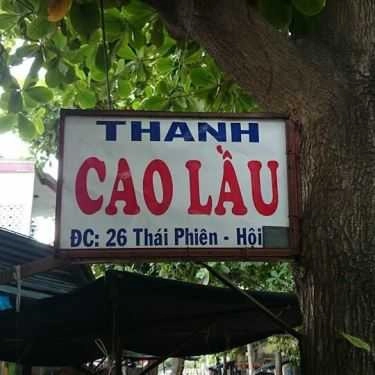 THANH
CAO LẦU
ĐC: 26 Thái Phiên - Hội